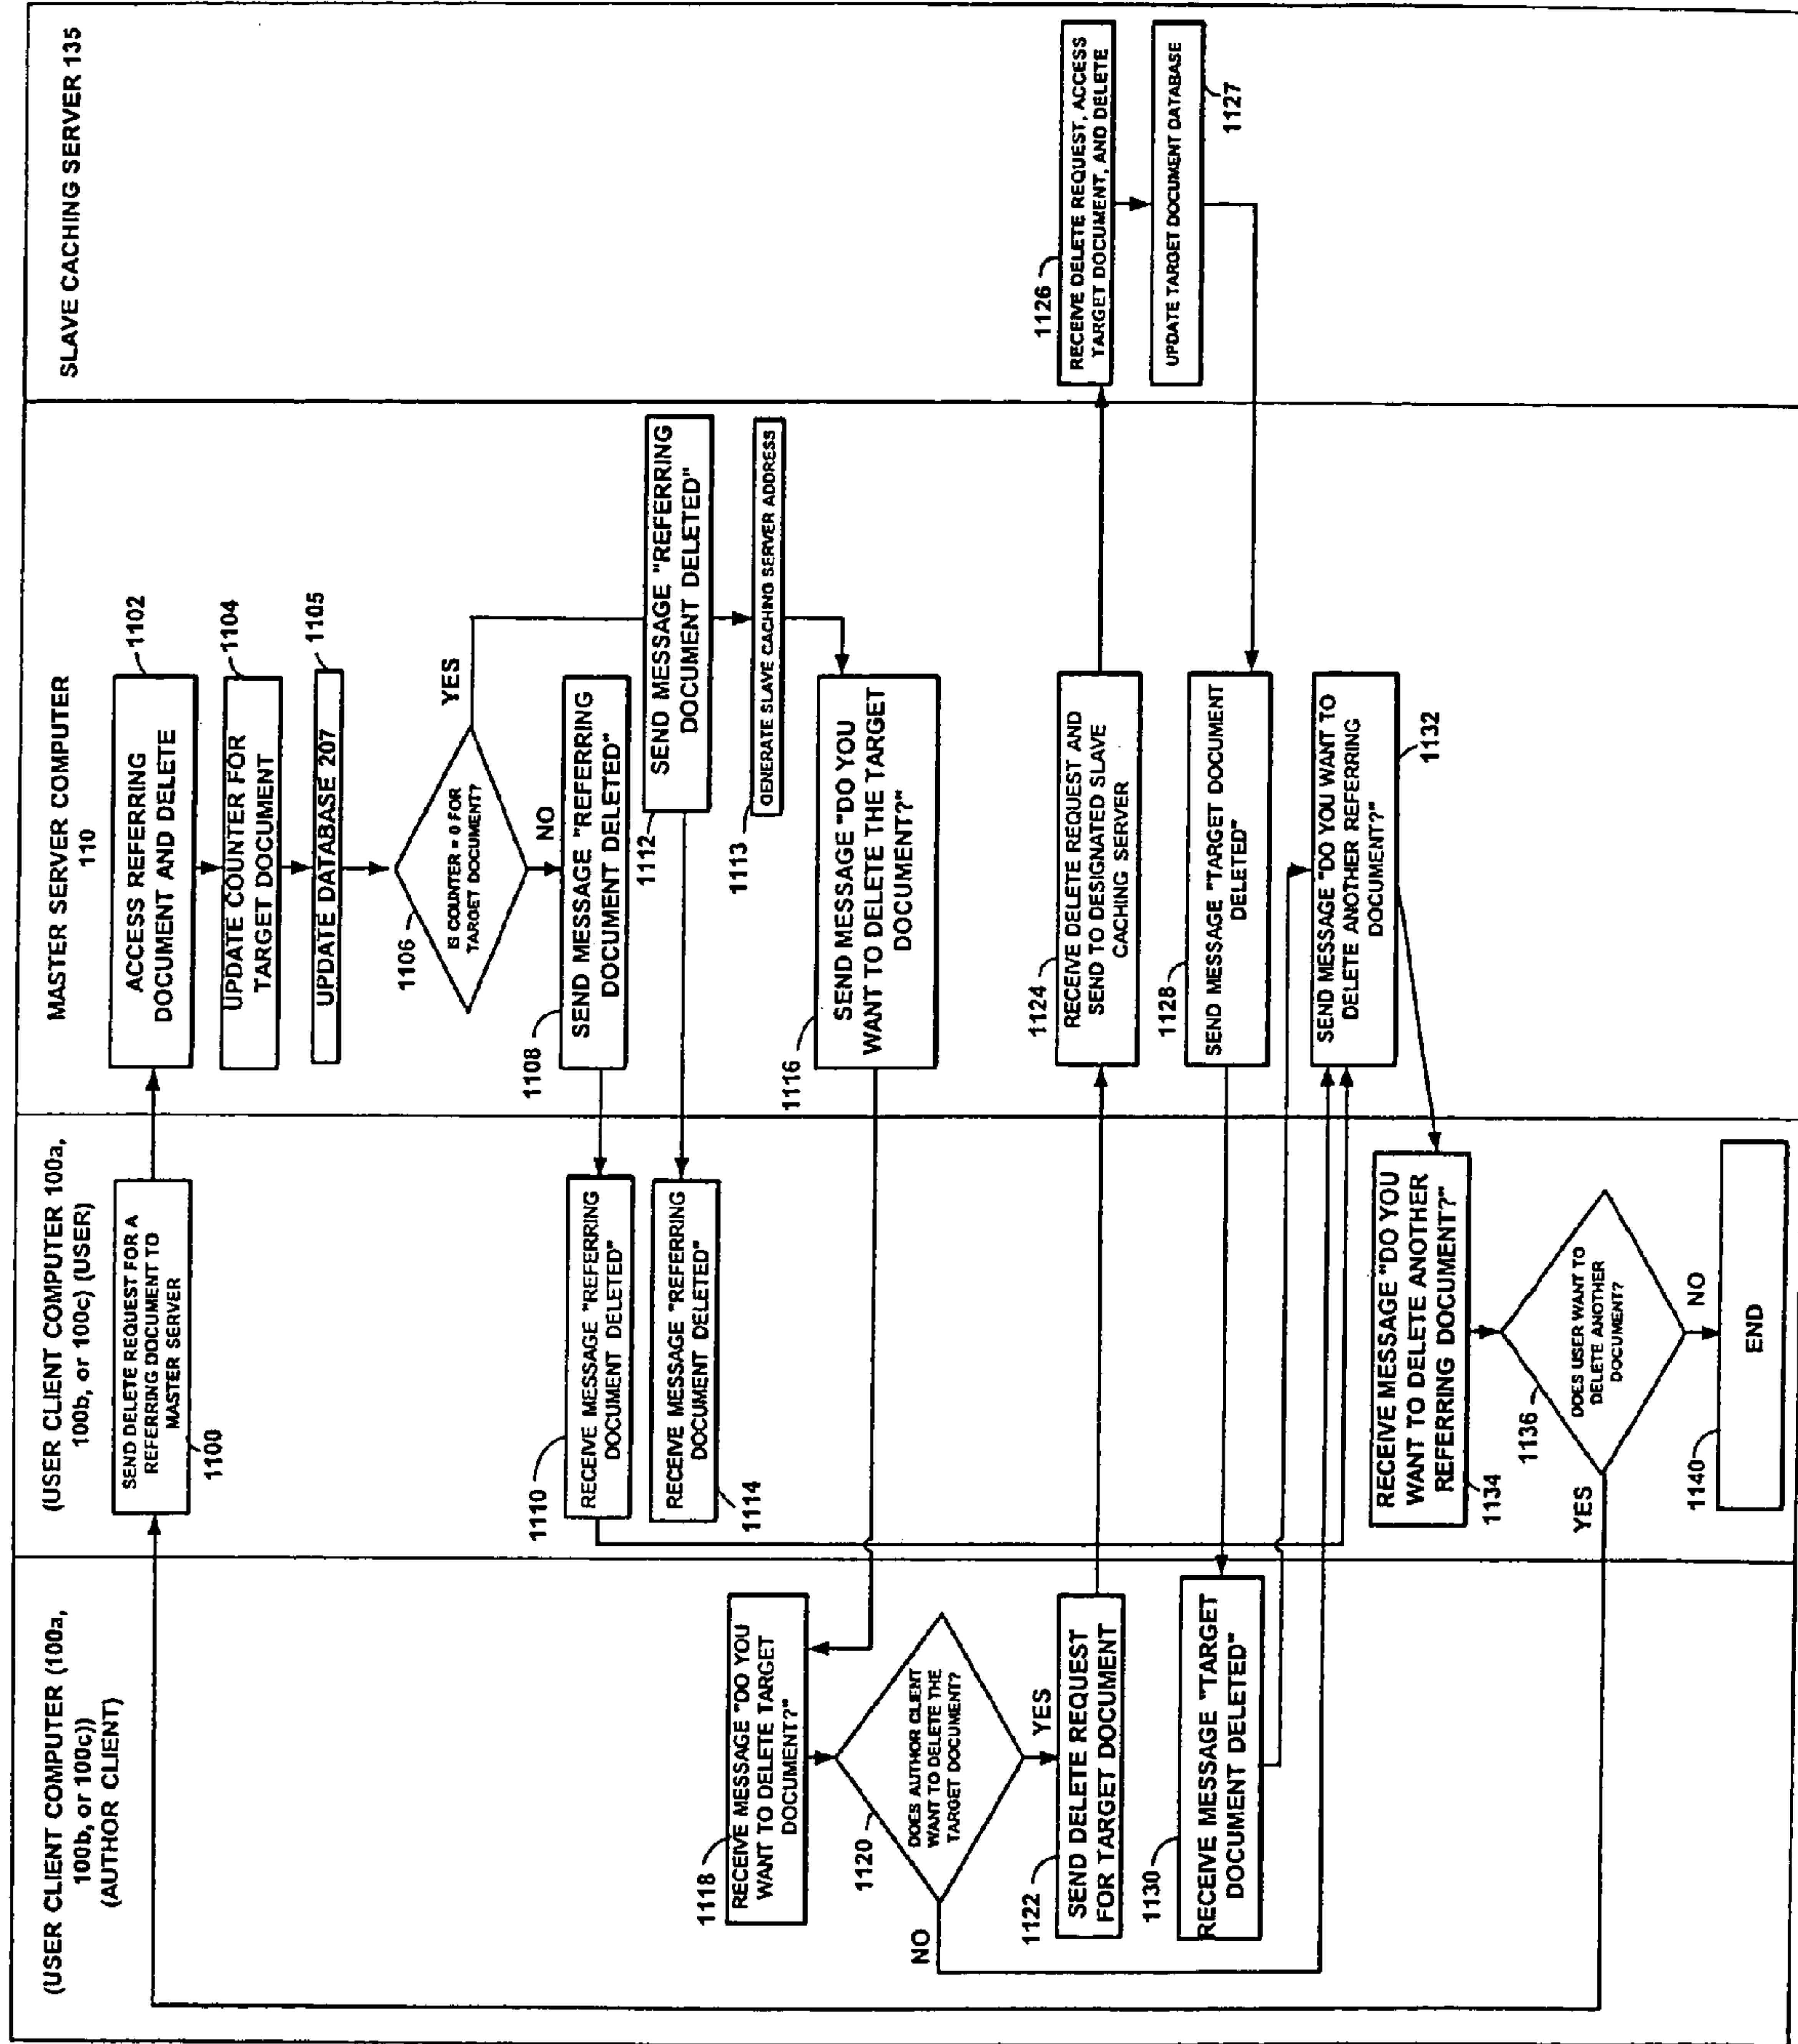 (USER CLIENT COMPUTER (100a,
100b, or 100c))
(AUTHOR CLIENT)
(USER CLIENT COMPUTER 100a,
100b, or 100c) (USER)
MASTER SERVER COMPUTER
110
SLAVE CACHING SERVER 135
SEND DELETE REQUEST FOR A
REFERRING DOCUMENT TO
MASTER SERVER
1100
ACCESS REFERRING
DOCUMENT AND DELETE
1102
UPDATE COUNTER FOR
TARGET DOCUMENT
1104
UPDATE DATABASE 207
1105
1106
IS COUNTER = 0 FOR
TARGET DOCUMENT?
YES
NO
1108
SEND MESSAGE "REFERRING
DOCUMENT DELETED"
1110
RECEIVE MESSAGE "REFERRING
DOCUMENT DELETED"
1112
SEND MESSAGE "REFERRING
DOCUMENT DELETED"
RECEIVE MESSAGE "REFERRING
DOCUMENT DELETED"
1114
1113
GENERATE SLAVE CACHING SERVER ADDRESS
1116
SEND MESSAGE "DO YOU
WANT TO DELETE THE TARGET
DOCUMENT?"
1118
RECEIVE MESSAGE "DO YOU
WANT TO DELETE TARGET
DOCUMENT?"
1120
DOES AUTHOR CLIENT
WANT TO DELETE THE
TARGET DOCUMENT?
NO
YES
1122
SEND DELETE REQUEST
FOR TARGET DOCUMENT
1124
RECEIVE DELETE REQUEST AND
SEND TO DESIGNATED SLAVE
CACHING SERVER
1126
RECEIVE DELETE REQUEST, ACCESS
TARGET DOCUMENT, AND DELETE
UPDATE TARGET DOCUMENT DATABASE
1127
1128
SEND MESSAGE "TARGET DOCUMENT
DELETED"
1130
RECEIVE MESSAGE "TARGET
DOCUMENT DELETED"
SEND MESSAGE "DO YOU WANT TO
DELETE ANOTHER REFERRING
DOCUMENT?"
1132
RECEIVE MESSAGE "DO YOU
WANT TO DELETE ANOTHER
REFERRING DOCUMENT?"
1134
1136
DOES USER WANT TO
DELETE ANOTHER
DOCUMENT?
YES
NO
1140
END